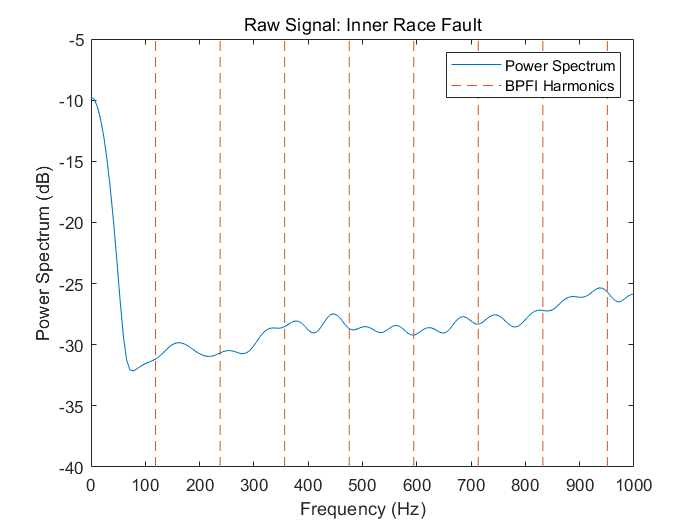 Raw Signal: Inner Race Fault
Power Spectrum
BPFI Harmonics
Power Spectrum (dB)
-5
-10
-15
-20
-25
-30
-35
-40
0 100 200 300 400 500 600 700 800 900 1000
Frequency (Hz)